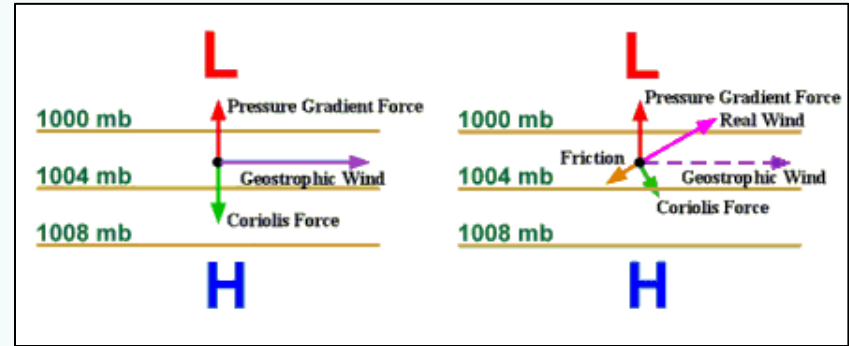 L
Pressure Gradient Force
1000 mb
Geostrophic Wind
1004 mb
Coriolis Force
1008 mb
H
L
Pressure Gradient Force
1000 mb
Real Wind
Friction
Geostrophic Wind
1004 mb
Coriolis Force
1008 mb
H